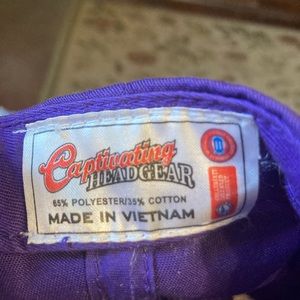 Captivating
HEADGEAR
65% POLYESTER/35% COTTON
MADE IN VIETNAM